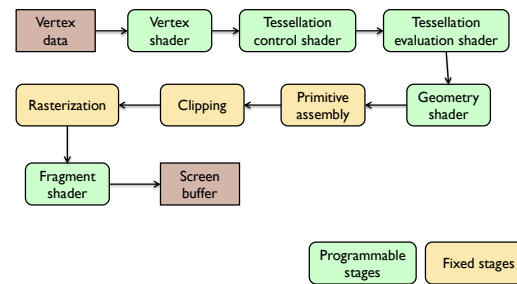 Vertex
data
Vertex
shader
Tessellation
control shader
Tessellation
evaluation shader
Rasterization
Clipping
Primitive
assembly
Geometry
shader
Fragment
shader
Screen
buffer
Programmable
stages
Fixed stages